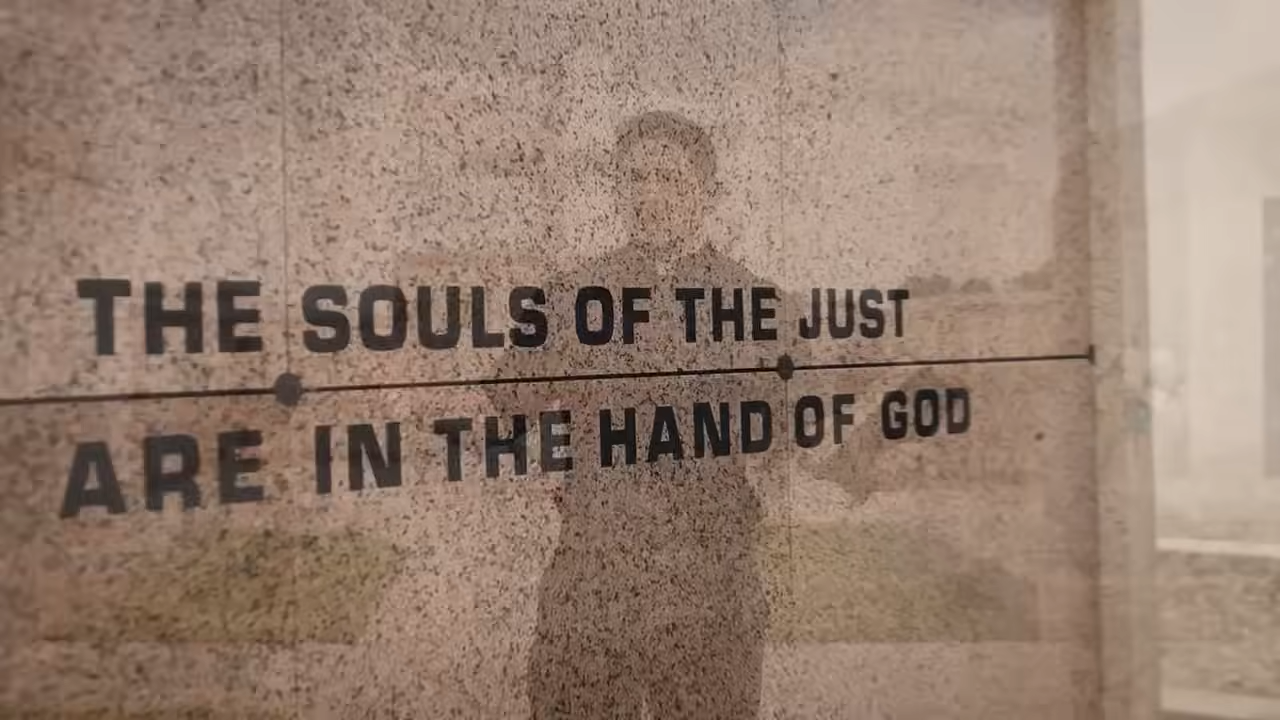 THE SOULS OF THE JUST
ARE IN THE HAND OF GOD